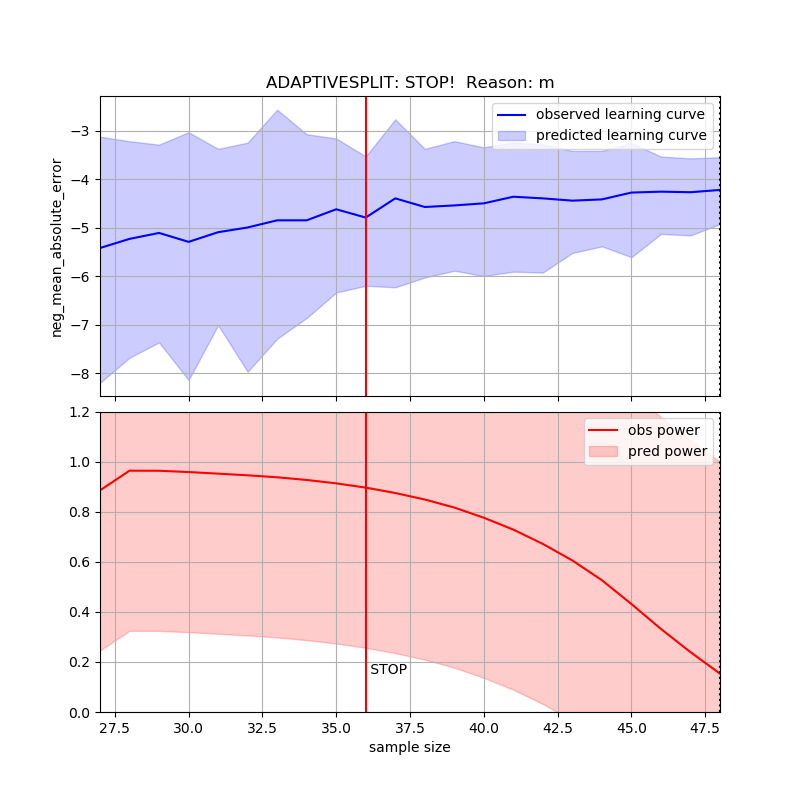 ADAPTIVESPLIT: STOP!  Reason: m
observed learning curve
predicted learning curve
neg_mean_absolute_error
−3
−4
−5
−6
−7
−8
obs power
pred power
1.2
1.0
0.8
0.6
0.4
0.2
0.0
STOP
27.5 30.0 32.5 35.0 37.5 40.0 42.5 45.0 47.5
sample size